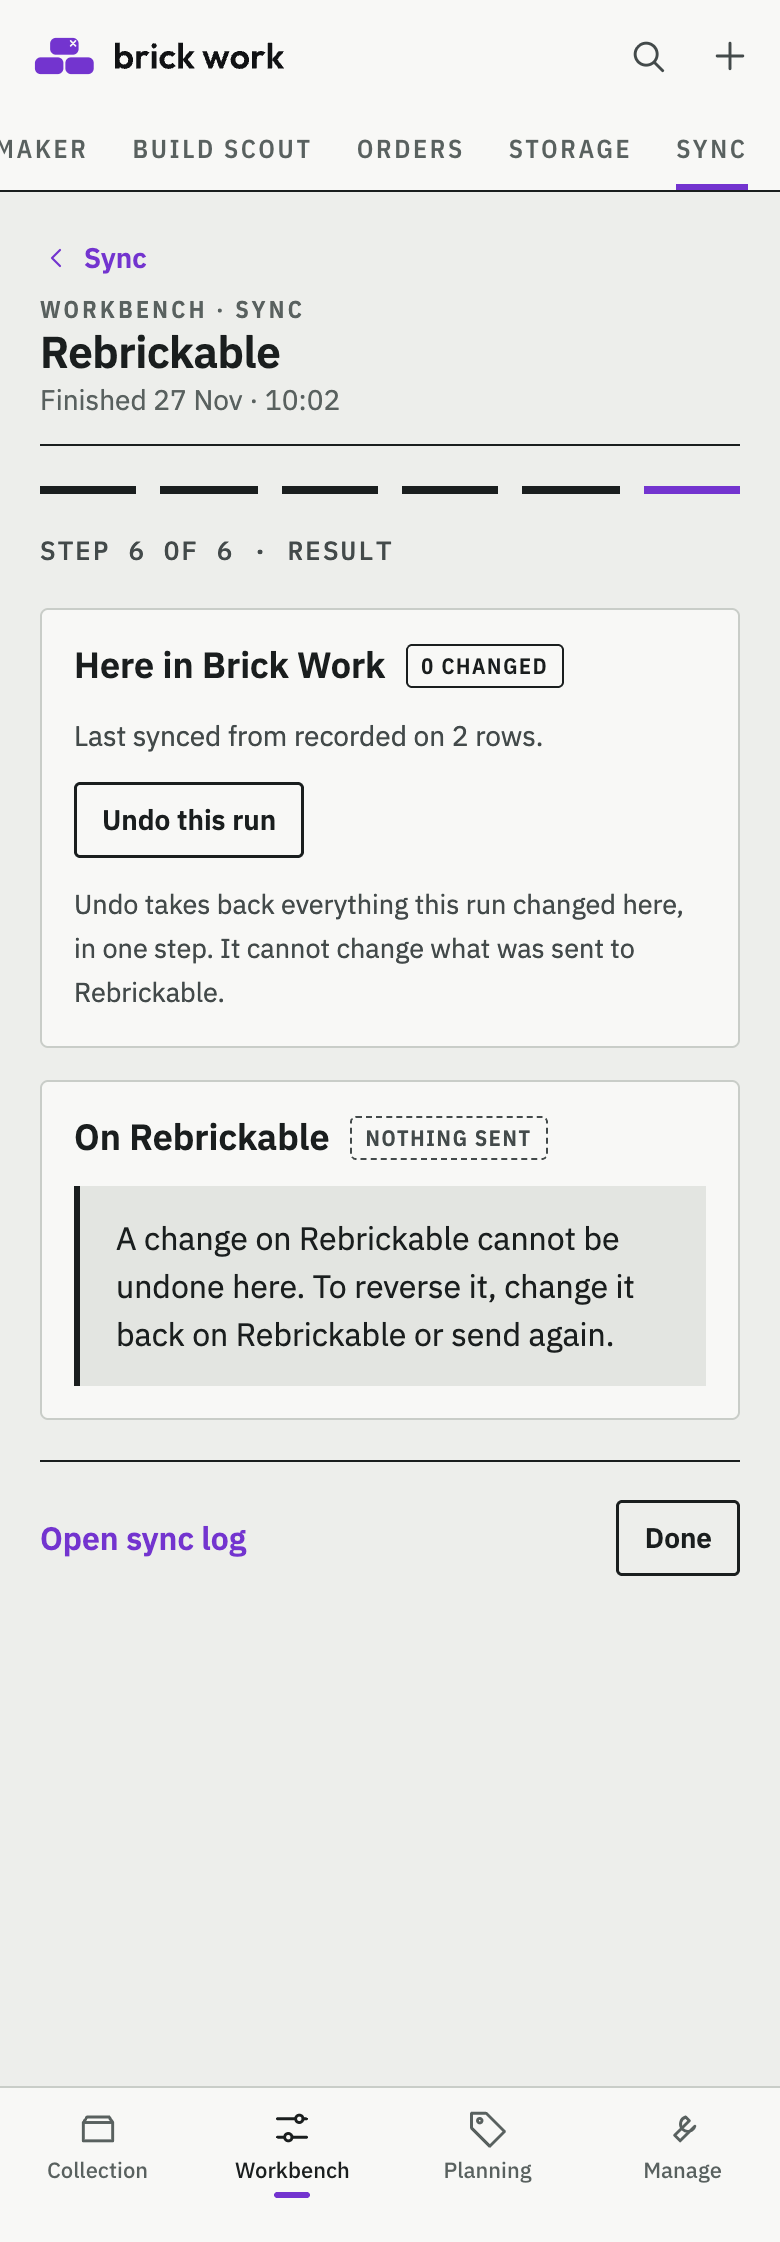 brick work
MAKER BUILD SCOUT ORDERS STORAGE SYNC
Sync
WORKBENCH · SYNC
Rebrickable
Finished 27 Nov · 10:02
STEP 6 OF 6 · RESULT
Here in Brick Work 0 CHANGED
Last synced from recorded on 2 rows.
Undo this run
Undo takes back everything this run changed here,
in one step. It cannot change what was sent to
Rebrickable.
On Rebrickable NOTHING SENT
A change on Rebrickable cannot be
undone here. To reverse it, change it
back on Rebrickable or send again.
Open sync log Done
Collection Workbench Planning Manage